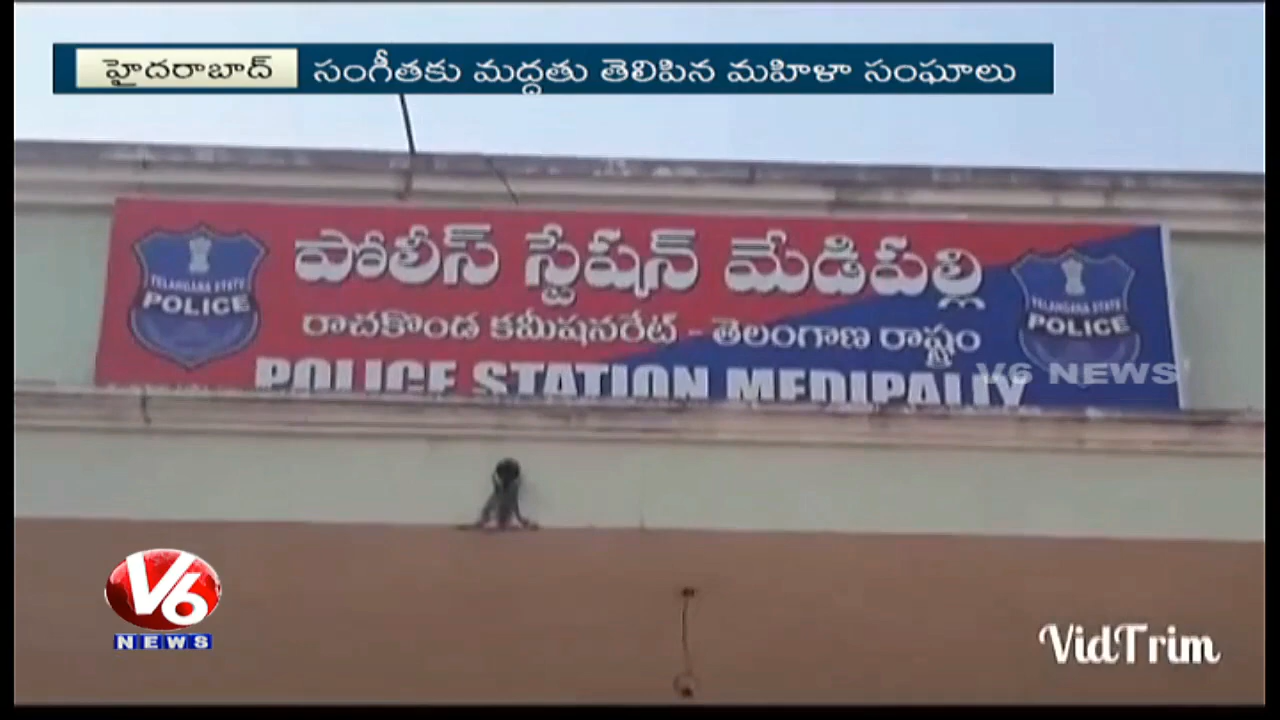 హైదరాబాద్ సంగీతకు మద్దతు తెలిపిన మహిళా సంఘాలు
పోలీస్ స్టేషన్ మేడిపల్లి
రాచకొండ కమీషనరేట్ - తెలంగాణ రాష్ట్రం
POLICE STATION MEDIPALLY
TELANGANA STATE
POLICE
TELANGANA STATE
POLICE
V6 NEWS
V6
NEWS
VidTrim